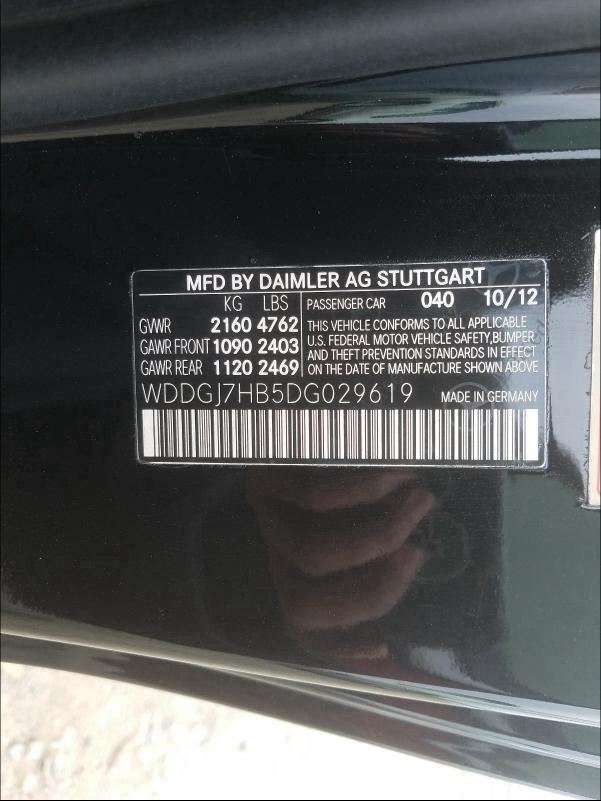 MFD BY DAIMLER AG STUTTGART
KG LBS
GVWR 2160 4762
GAWR FRONT 1090 2403
GAWR REAR 1120 2469
PASSENGER CAR 040 10/12
THIS VEHICLE CONFORMS TO ALL APPLICABLE
U.S. FEDERAL MOTOR VEHICLE SAFETY,BUMPER
AND THEFT PREVENTION STANDARDS IN EFFECT
ON THE DATE OF MANUFACTURE SHOWN ABOVE
WDDGJ7HB5DG029619 MADE IN GERMANY